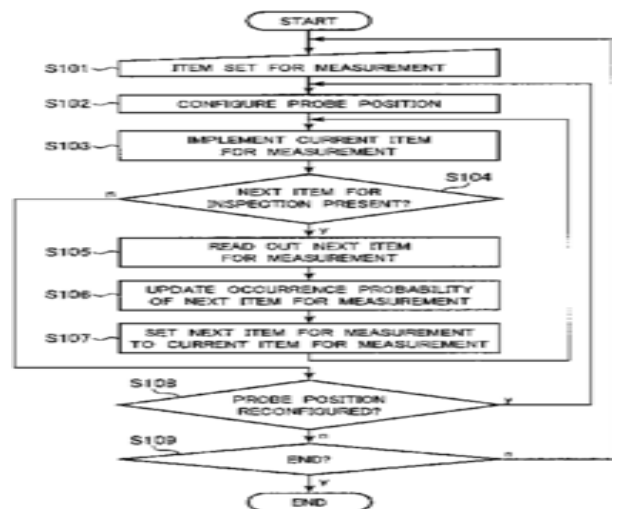 START
S101
ITEM SET FOR MEASUREMENT
S102
CONFIGURE PROBE POSITION
S103
IMPLEMENT CURRENT ITEM
FOR MEASUREMENT
S104
n
NEXT ITEM FOR
INSPECTION PRESENT?
y
S105
READ OUT NEXT ITEM
FOR MEASUREMENT
S106
UPDATE OCCURRENCE PROBABILITY
OF NEXT ITEM FOR MEASUREMENT
S107
SET NEXT ITEM FOR MEASUREMENT
TO CURRENT ITEM FOR MEASUREMENT
S108
PROBE POSITION
RECONFIGURED?
y
n
S109
END?
n
y
END